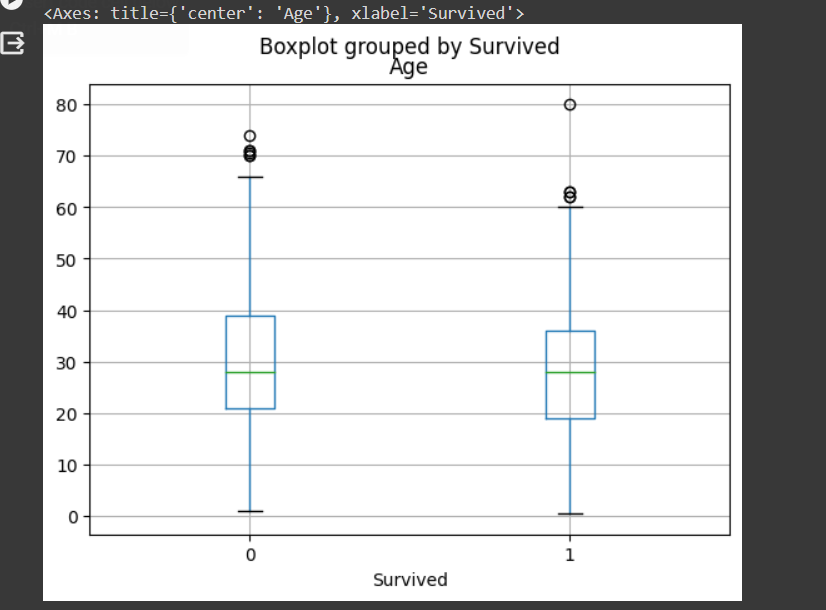 <Axes: title={'center': 'Age'}, xlabel='Survived'>
Boxplot grouped by Survived
Age
80
70
60
50
40
30
20
10
0
0 1
Survived